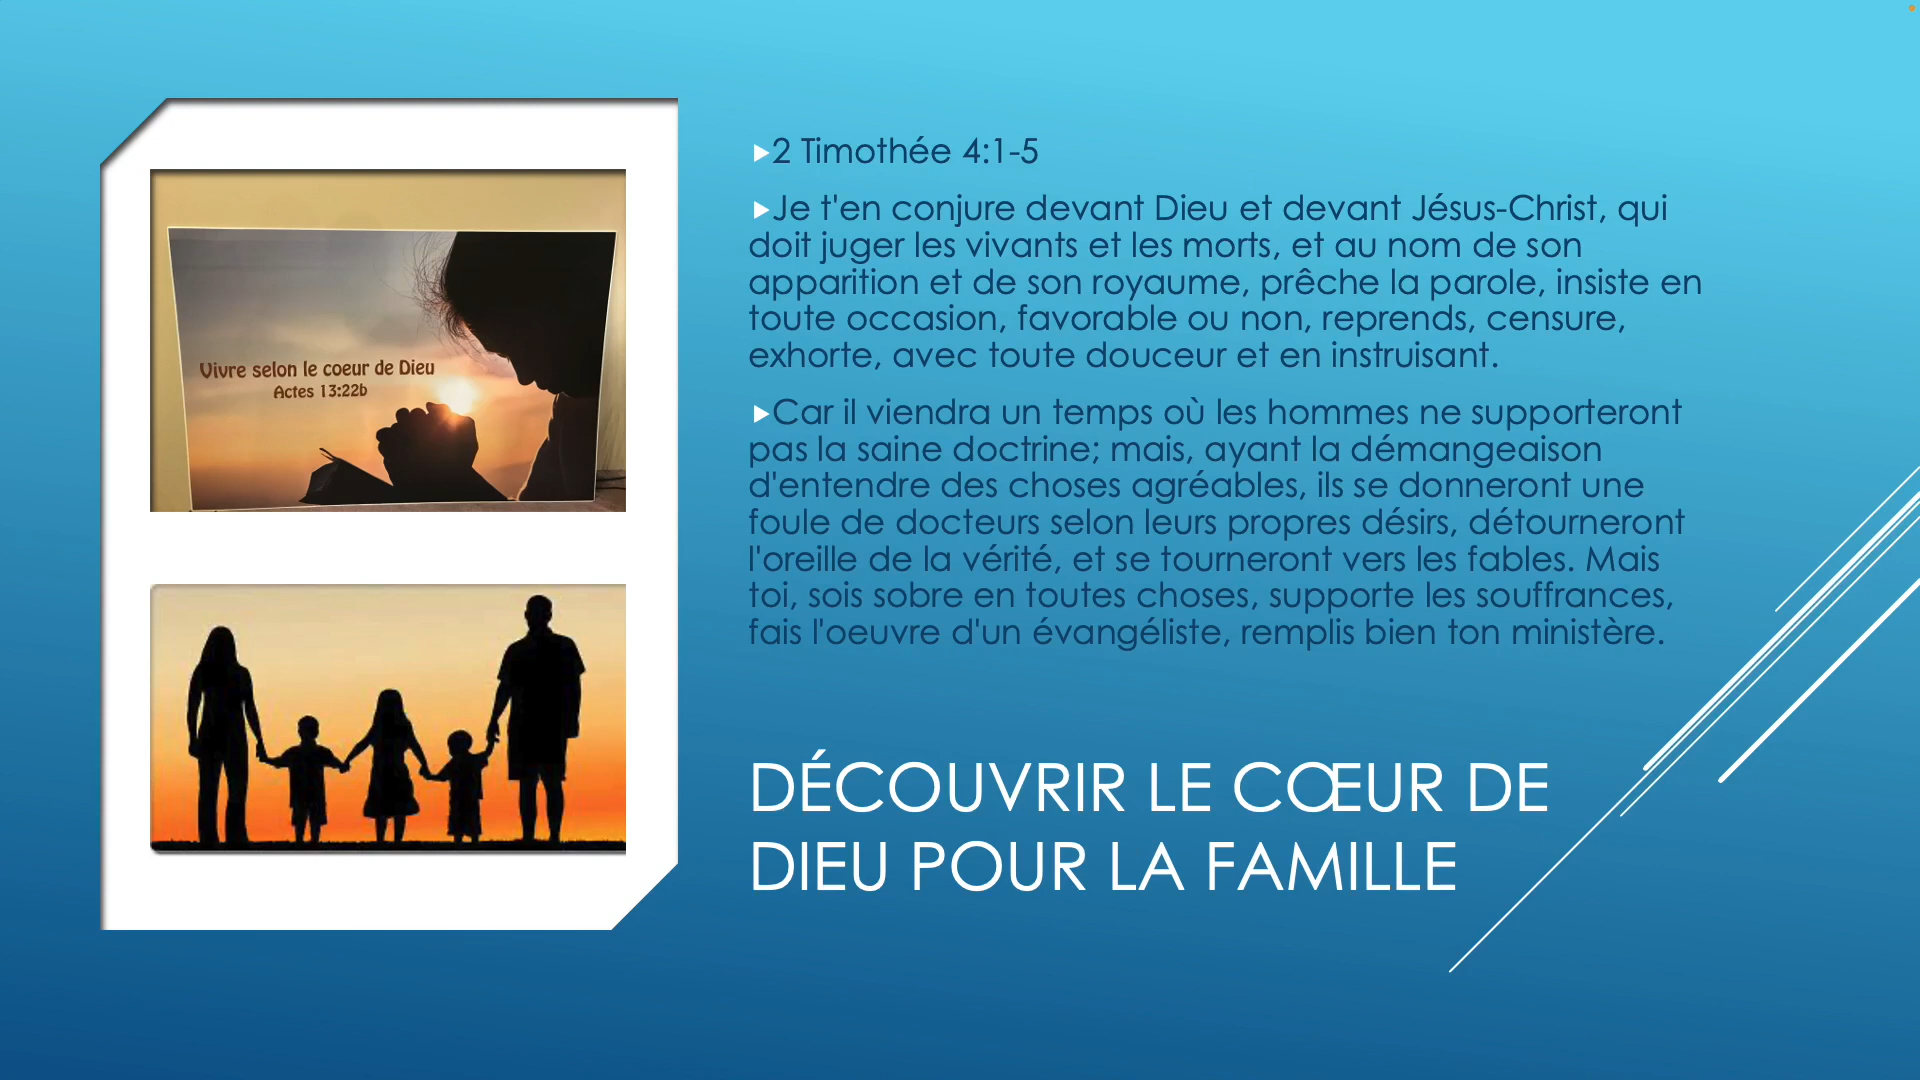 Vivre selon le coeur de Dieu
Actes 13:22b
2 Timothée 4:1-5
Je t'en conjure devant Dieu et devant Jésus-Christ, qui
doit juger les vivants et les morts, et au nom de son
apparition et de son royaume, prêche la parole, insiste en
toute occasion, favorable ou non, reprends, censure,
exhorte, avec toute douceur et en instruisant.
Car il viendra un temps où les hommes ne supporteront
pas la saine doctrine; mais, ayant la démangeaison
d'entendre des choses agréables, ils se donneront une
foule de docteurs selon leurs propres désirs, détourneront
l'oreille de la vérité, et se tourneront vers les fables. Mais
toi, sois sobre en toutes choses, supporte les souffrances,
fais l'oeuvre d'un évangéliste, remplis bien ton ministère.
DÉCOUVRIR LE CŒUR DE
DIEU POUR LA FAMILLE